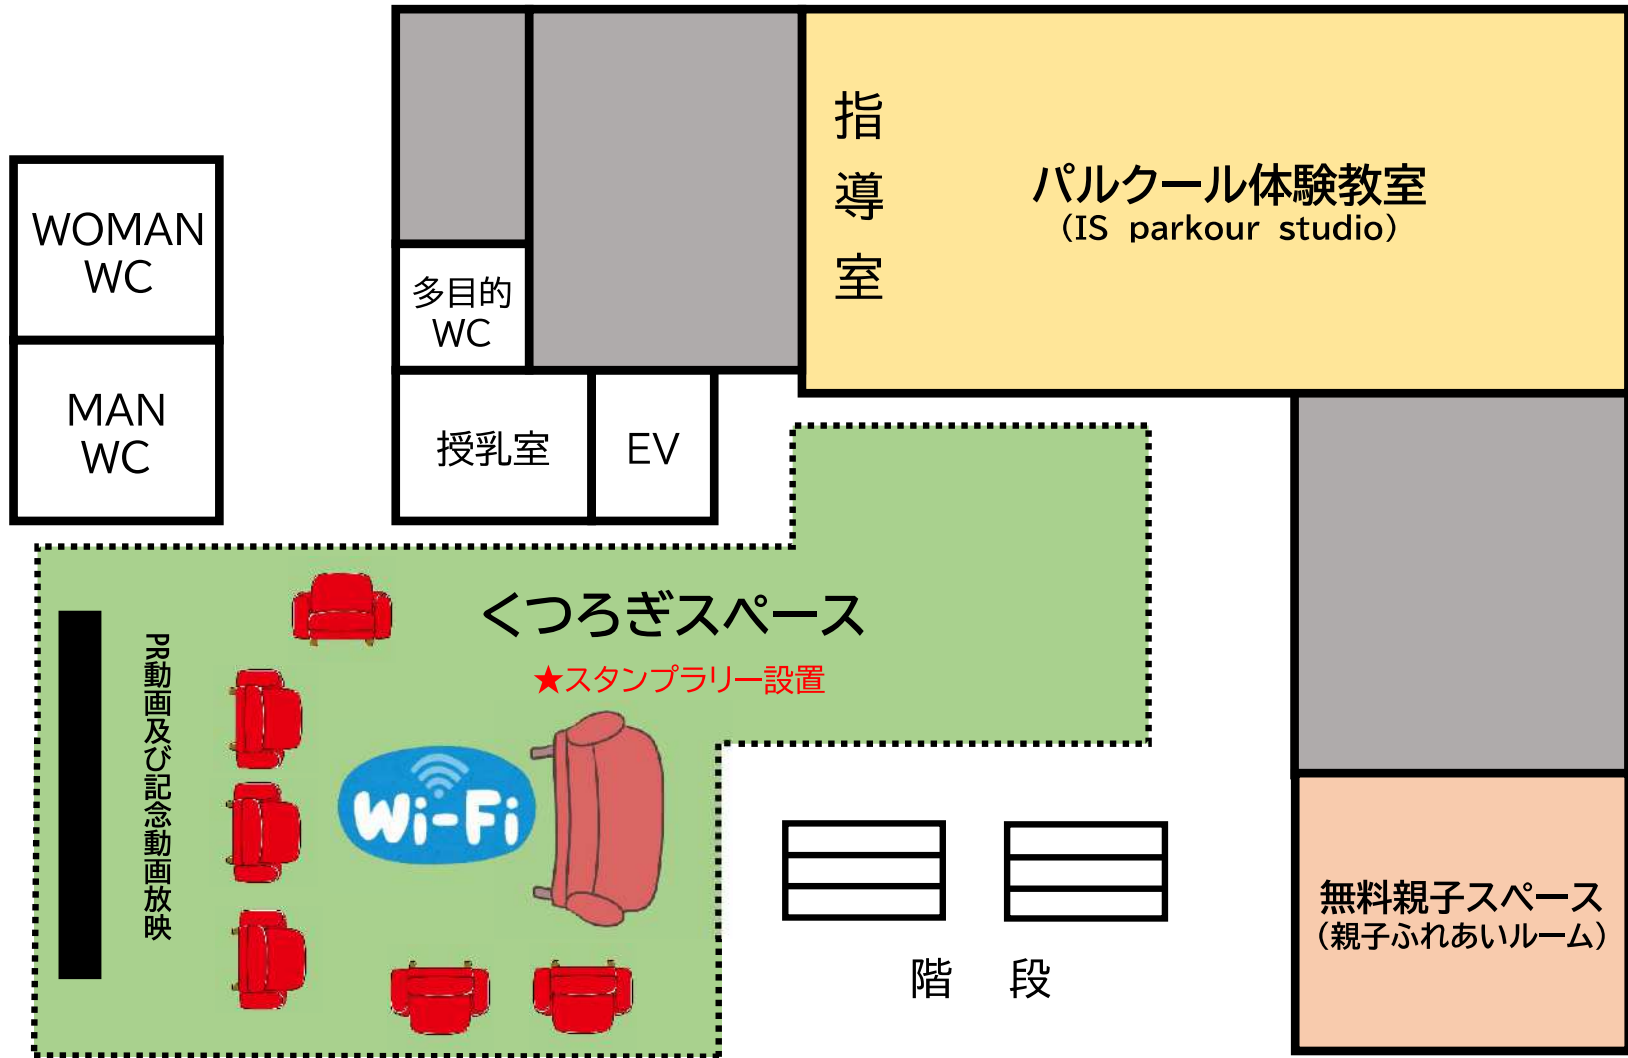 指導室
パルクール体験教室
(IS parkour studio)
WOMAN
WC
多目的
WC
MAN
WC
授乳室
EV
くつろぎスペース
★スタンプラリー設置
PR動画及び記念動画放映
Wi-Fi
階 段
無料親子スペース
(親子ふれあいルーム)